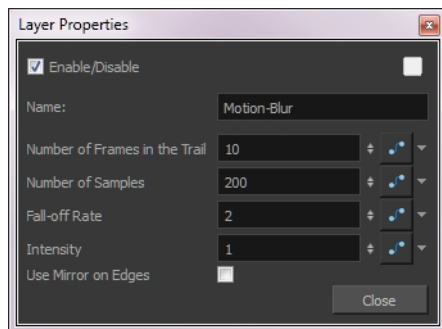 Layer Properties
Enable/Disable
Name: Motion-Blur
Number of Frames in the Trail 10
Number of Samples 200
Fall-off Rate 2
Intensity 1
Use Mirror on Edges
Close